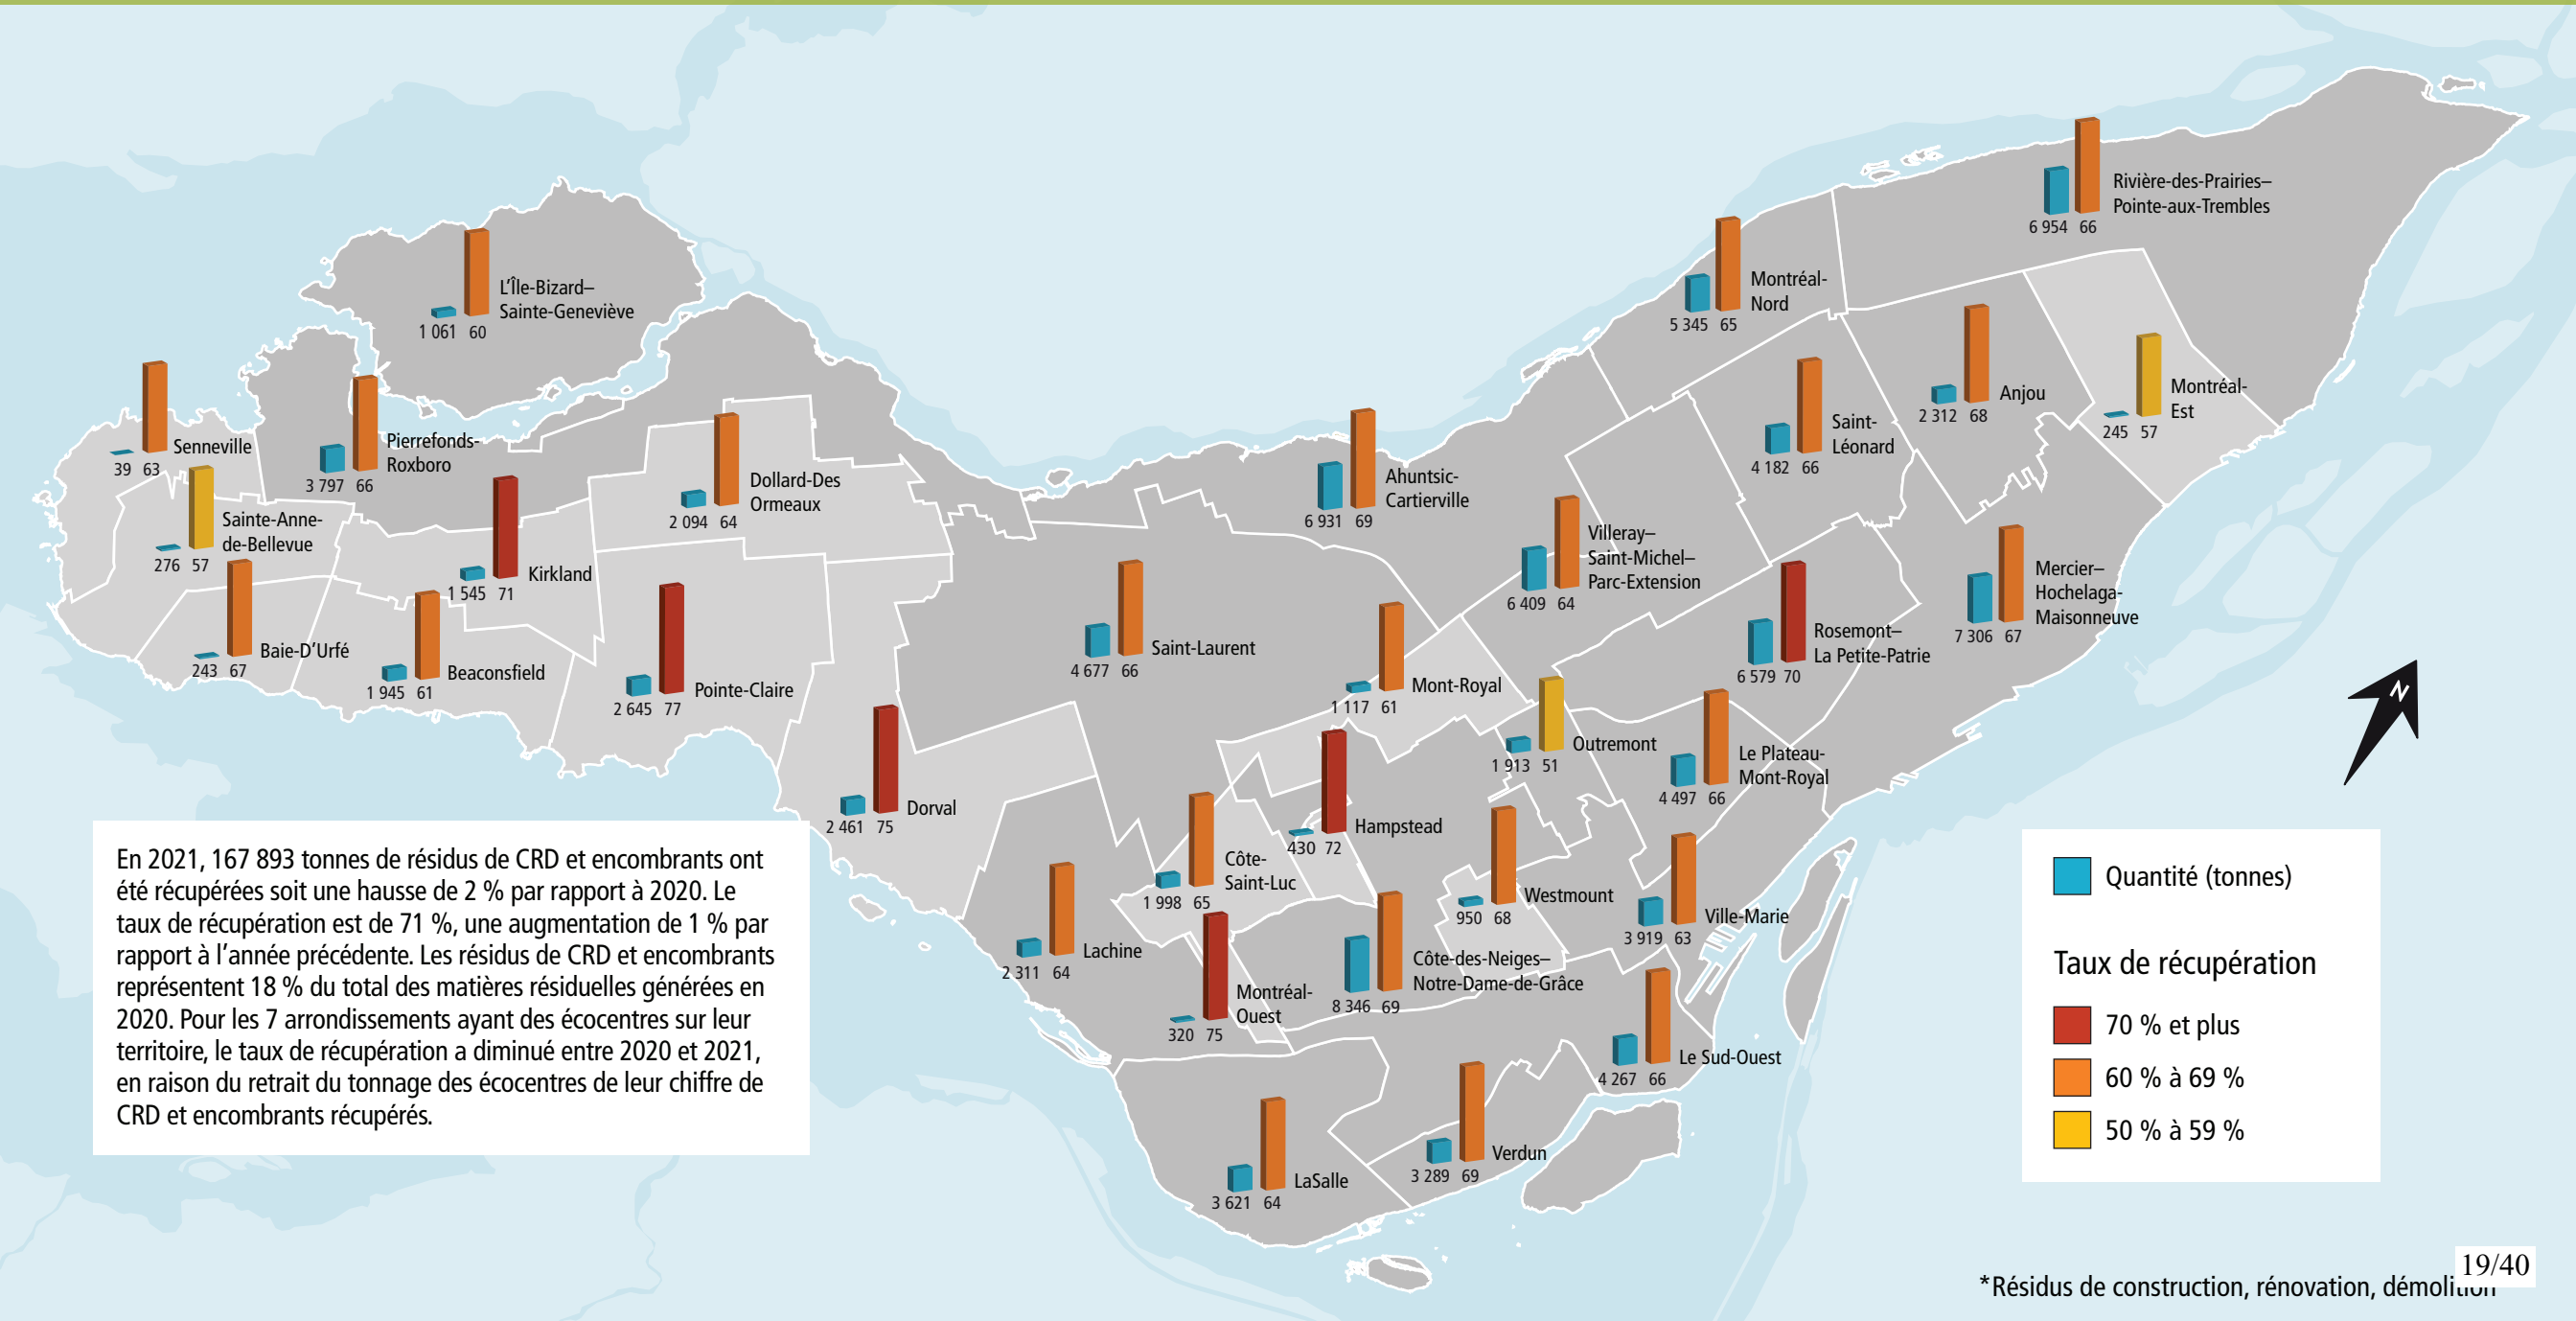 6 954 66
Rivière-des-Prairies–
Pointe-aux-Trembles
5 345 65
Montréal-
Nord
1 061 60
L'Île-Bizard–
Sainte-Geneviève
2 312 68
Anjou
245 57
Montréal-
Est
4 182 66
Saint-
Léonard
39 63
Senneville
3 797 66
Pierrefonds-
Roxboro
2 094 64
Dollard-Des
Ormeaux
6 931 69
Ahuntsic-
Cartierville
276 57
Sainte-Anne-
de-Bellevue
1 545 71
Kirkland
6 409 64
Villeray–
Saint-Michel–
Parc-Extension
7 306 67
Mercier–
Hochelaga-
Maisonneuve
243 67
Baie-D'Urfé
1 945 61
Beaconsfield
2 645 77
Pointe-Claire
4 677 66
Saint-Laurent
1 117 61
Mont-Royal
6 579 70
Rosemont–
La Petite-Patrie
1 913 51
Outremont
4 497 66
Le Plateau-
Mont-Royal
2 461 75
Dorval
430 72
Hampstead
1 998 65
Côte-
Saint-Luc
950 68
Westmount
3 919 63
Ville-Marie
2 311 64
Lachine
320 75
Montréal-
Ouest
8 346 69
Côte-des-Neiges–
Notre-Dame-de-Grâce
4 267 66
Le Sud-Ouest
3 289 69
Verdun
3 621 64
LaSalle
N
En 2021, 167 893 tonnes de résidus de CRD et encombrants ont
été récupérées soit une hausse de 2 % par rapport à 2020. Le
taux de récupération est de 71 %, une augmentation de 1 % par
rapport à l'année précédente. Les résidus de CRD et encombrants
représentent 18 % du total des matières résiduelles générées en
2020. Pour les 7 arrondissements ayant des écocentres sur leur
territoire, le taux de récupération a diminué entre 2020 et 2021,
en raison du retrait du tonnage des écocentres de leur chiffre de
CRD et encombrants récupérés.
Quantité (tonnes)
Taux de récupération
70 % et plus
60 % à 69 %
50 % à 59 %
19/40
*Résidus de construction, rénovation, démolition